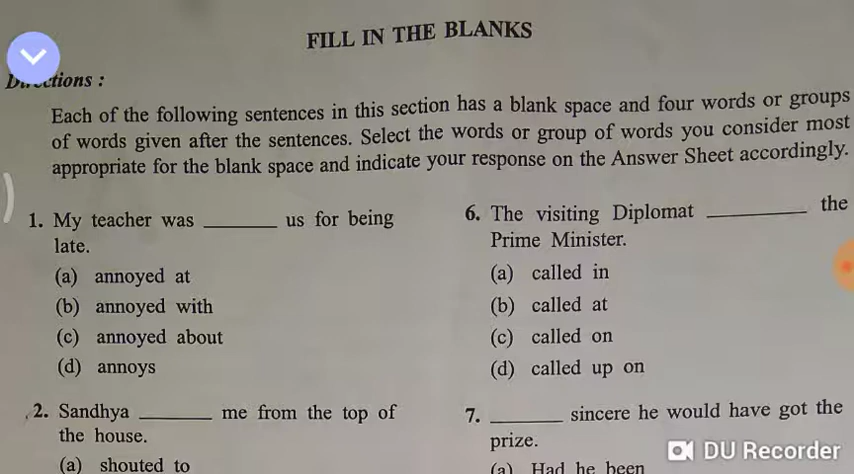 FILL IN THE BLANKS
Directions :
Each of the following sentences in this section has a blank space and four words or groups
of words given after the sentences. Select the words or group of words you consider most
appropriate for the blank space and indicate your response on the Answer Sheet accordingly.
1. My teacher was _______ us for being
late.
(a) annoyed at
(b) annoyed with
(c) annoyed about
(d) annoys
2. Sandhya _______ me from the top of
the house.
(a) shouted to
6. The visiting Diplomat _________ the
Prime Minister.
(a) called in
(b) called at
(c) called on
(d) called up on
7. _______ sincere he would have got the
prize.
(a) Had he been
DU Recorder